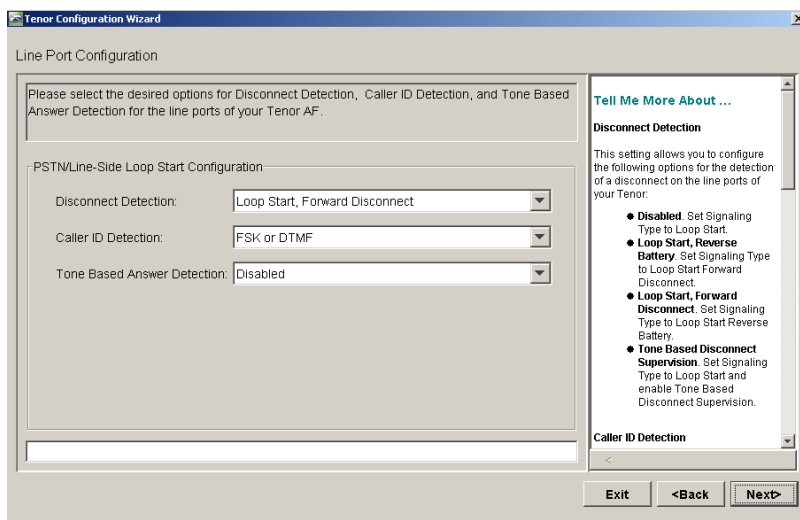 Tenor Configuration Wizard
Line Port Configuration
Please select the desired options for Disconnect Detection, Caller ID Detection, and Tone Based
Answer Detection for the line ports of your Tenor AF.
PSTN/Line-Side Loop Start Configuration
Disconnect Detection:
Loop Start, Forward Disconnect
Caller ID Detection:
FSK or DTMF
Tone Based Answer Detection:
Disabled
Tell Me More About ...
Disconnect Detection
This setting allows you to configure
the following options for the detection
of a disconnect on the line ports of
your Tenor:
Disabled. Set Signaling
Type to Loop Start.
Loop Start, Reverse
Battery. Set Signaling Type
to Loop Start Forward
Disconnect.
Loop Start, Forward
Disconnect. Set Signaling
Type to Loop Start Reverse
Battery.
Tone Based Disconnect
Supervision. Set Signaling
Type to Loop Start and
enable Tone Based
Disconnect Supervision.
Caller ID Detection
Exit
<Back
Next>